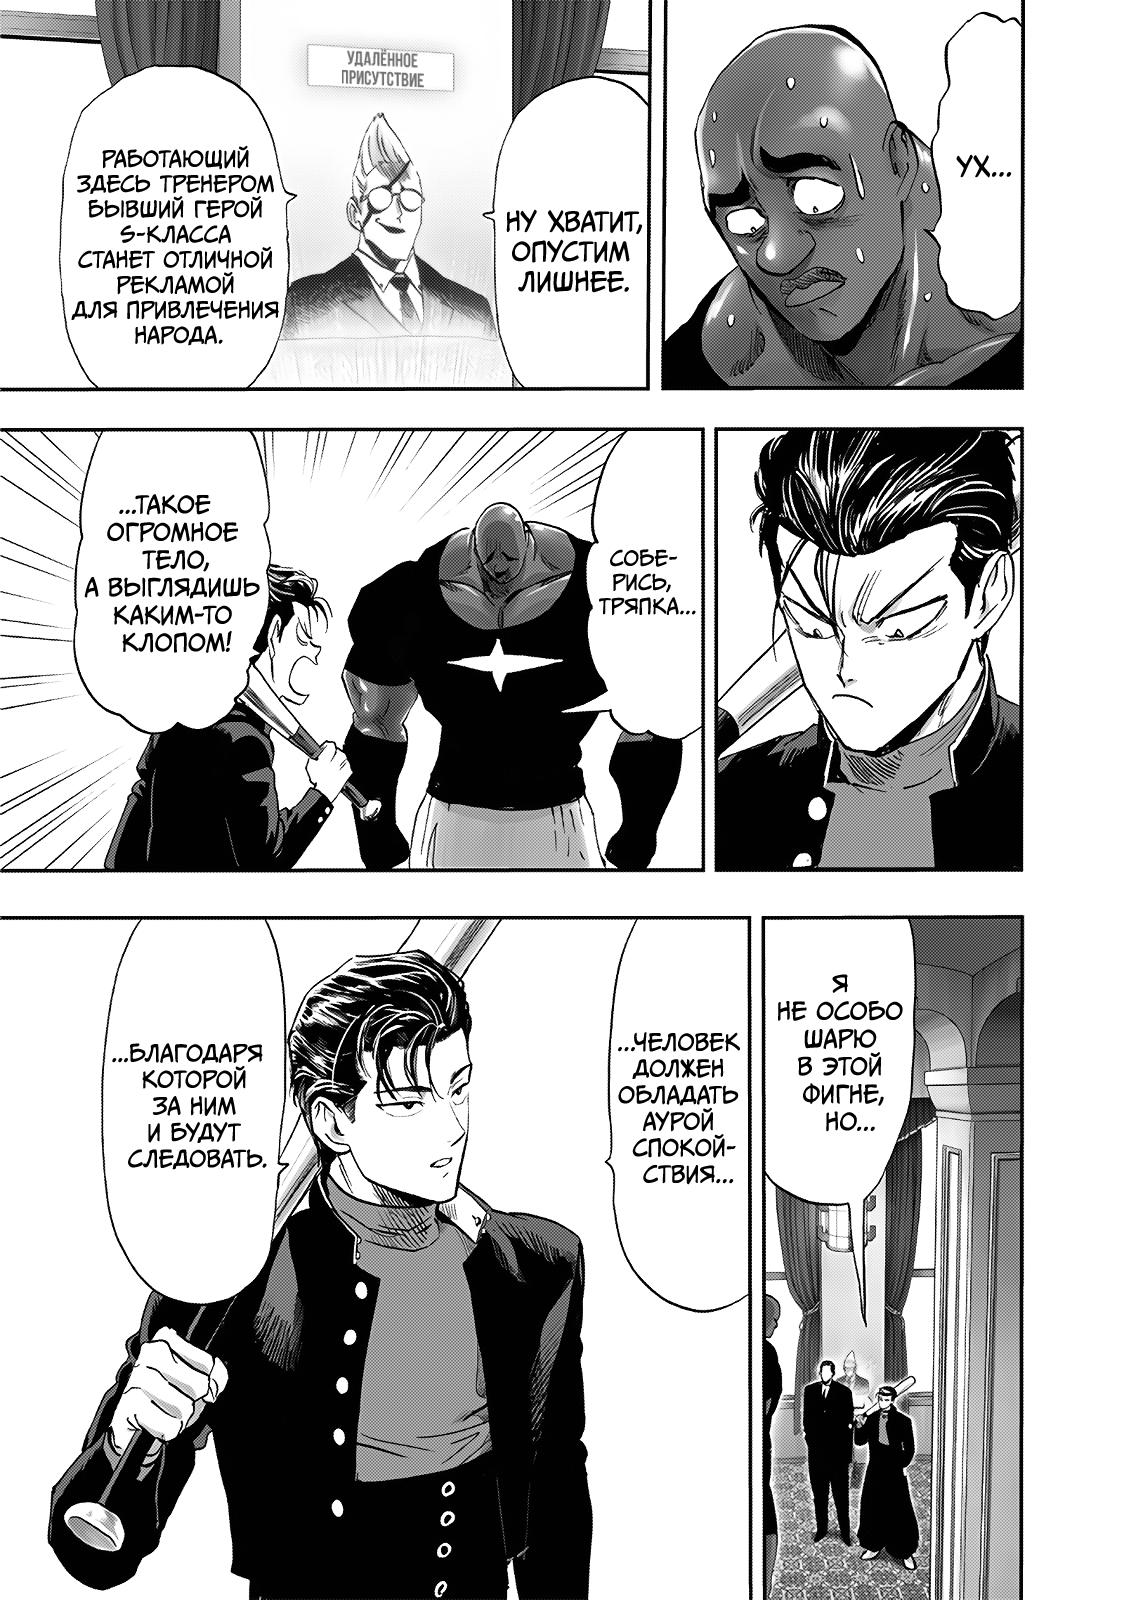 УХ...
НУ ХВАТИТ,
ОПУСТИМ
ЛИШНЕЕ.
УДАЛЁННОЕ
ПРИСУТСТВИЕ
РАБОТАЮЩИЙ
ЗДЕСЬ ТРЕНЕРОМ
БЫВШИЙ ГЕРОЙ
S-КЛАССА
СТАНЕТ ОТЛИЧНОЙ
РЕКЛАМОЙ
ДЛЯ ПРИВЛЕЧЕНИЯ
НАРОДА.
СОБЕ-
РИСЬ,
ТРЯПКА...
...ТАКОЕ
ОГРОМНОЕ
ТЕЛО,
А ВЫГЛЯДИШЬ
КАКИМ-ТО
КЛОПОМ!
Я
НЕ ОСОБО
ШАРЮ
В ЭТОЙ
ФИГНЕ,
НО...
...ЧЕЛОВЕК
ДОЛЖЕН
ОБЛАДАТЬ
АУРОЙ
СПОКОЙ-
СТВИЯ...
...БЛАГОДАРЯ
КОТОРОЙ
ЗА НИМ
И БУДУТ
СЛЕДОВАТЬ.